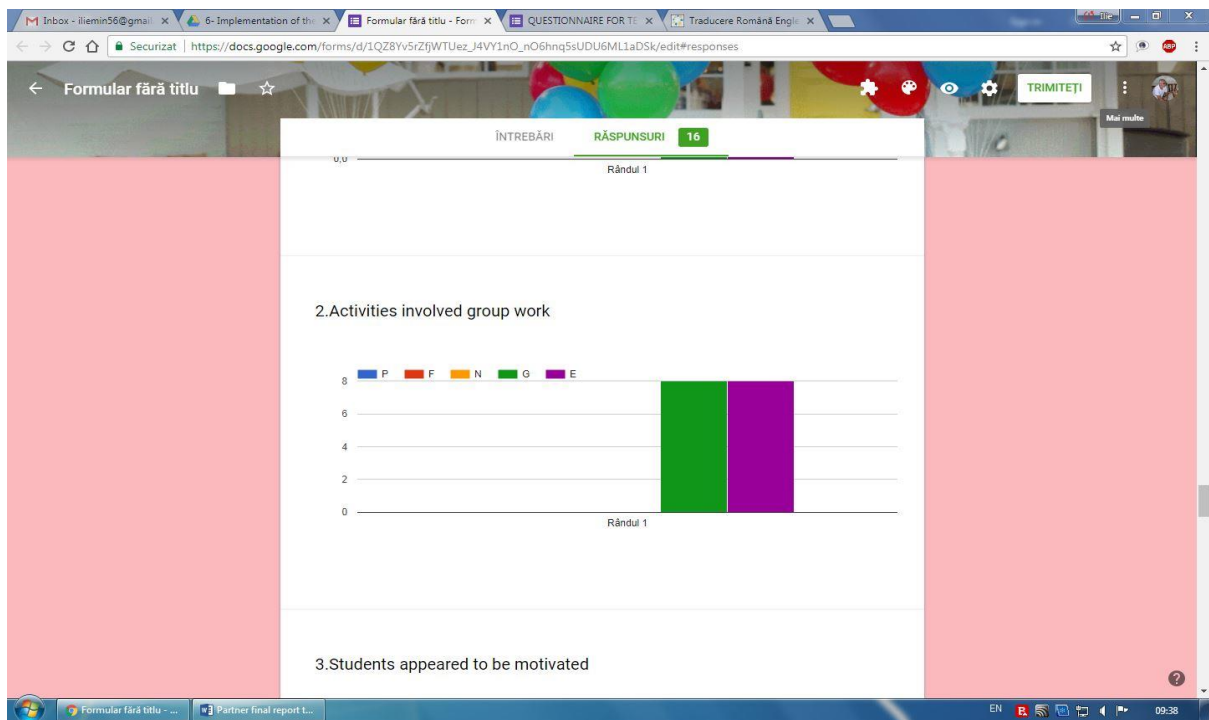 Inbox - iliemin56@gmail
6- Implementation of the
Formular fără titlu - Form
QUESTIONNAIRE FOR TE
Traducere Română Engle
Ilie
Securizat | https://docs.google.com/forms/d/1QZ8Yv5rZfjWTUez_J4VY1nO_nO6hnq5sUDU6ML1aDSk/edit#responses
ABP
Formular fără titlu
TRIMITEȚI
Mai multe
ÎNTREBĂRI RĂSPUNSURI 16
0,0
Rândul 1
2.Activities involved group work
P F N G E
8
6
4
2
0
Rândul 1
3.Students appeared to be motivated
?
Formular fără titlu - ...
Partner final report t...
EN
B
09:38